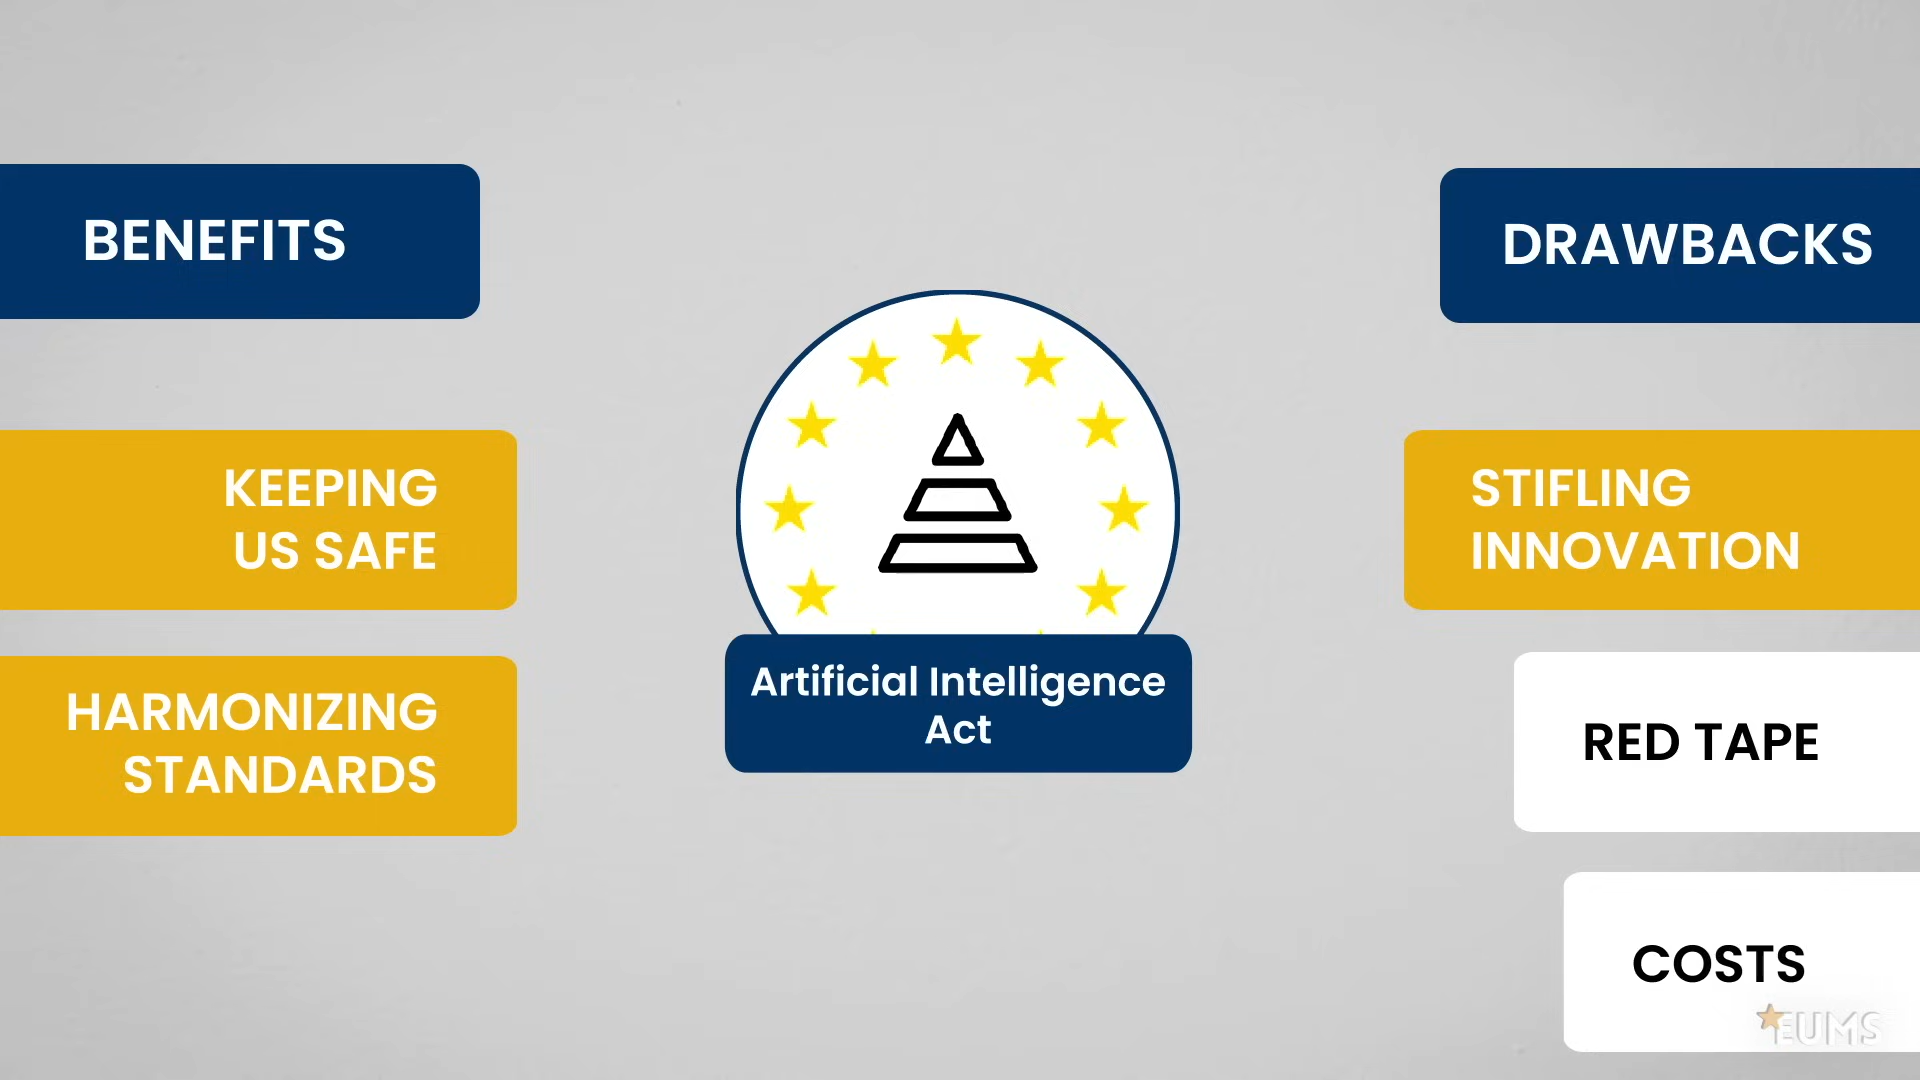 BENEFITS
KEEPING
US SAFE
HARMONIZING
STANDARDS
Artificial Intelligence
Act
DRAWBACKS
STIFLING
INNOVATION
RED TAPE
COSTS
EUMS